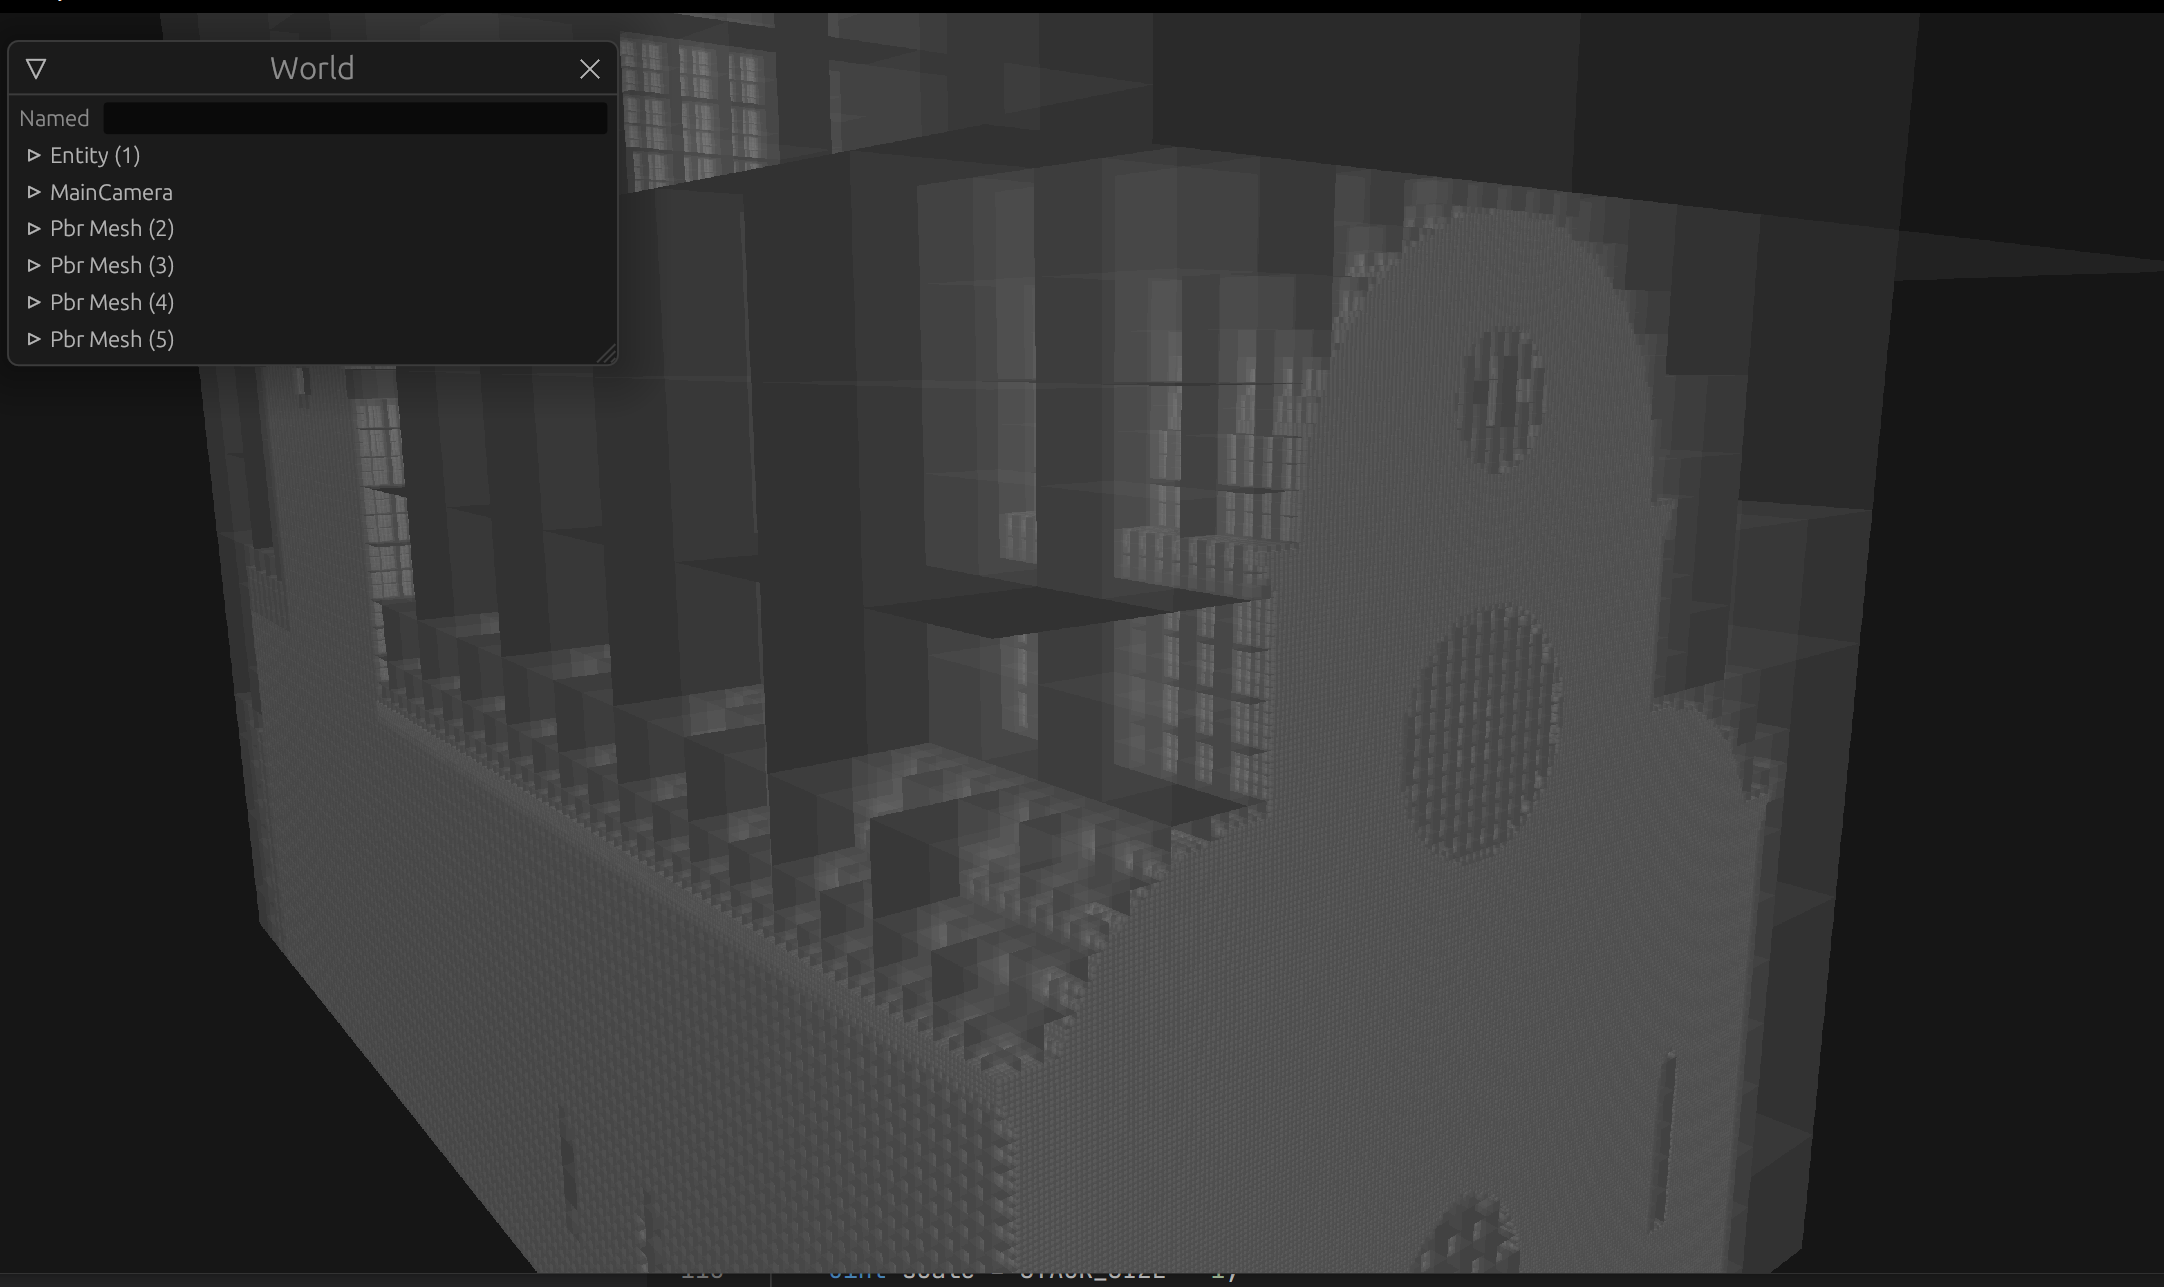 World
Named
Entity (1)
MainCamera
Pbr Mesh (2)
Pbr Mesh (3)
Pbr Mesh (4)
Pbr Mesh (5)